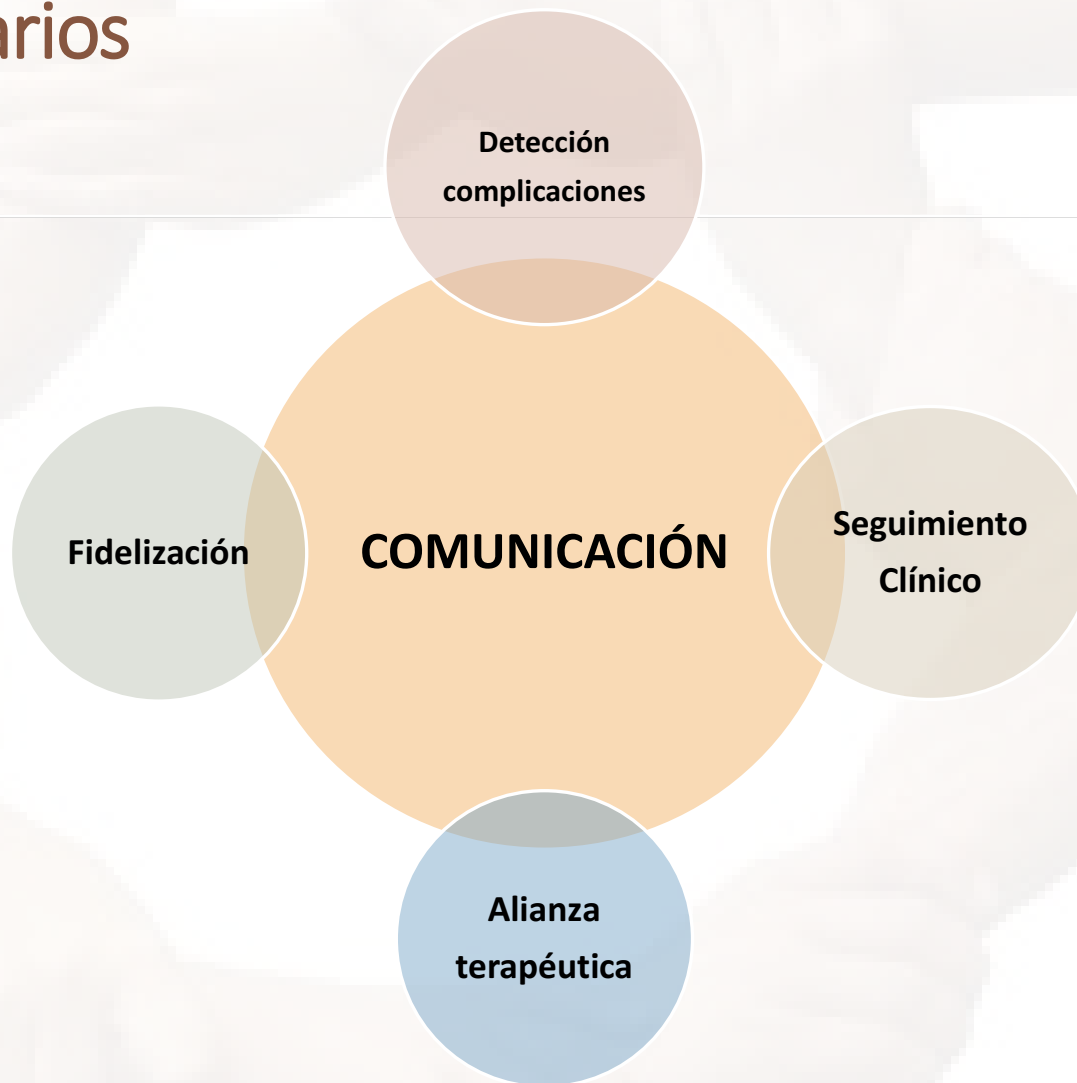 arios
Detección
complicaciones
Fidelización
COMUNICACIÓN
Seguimiento
Clínico
Alianza
terapéutica